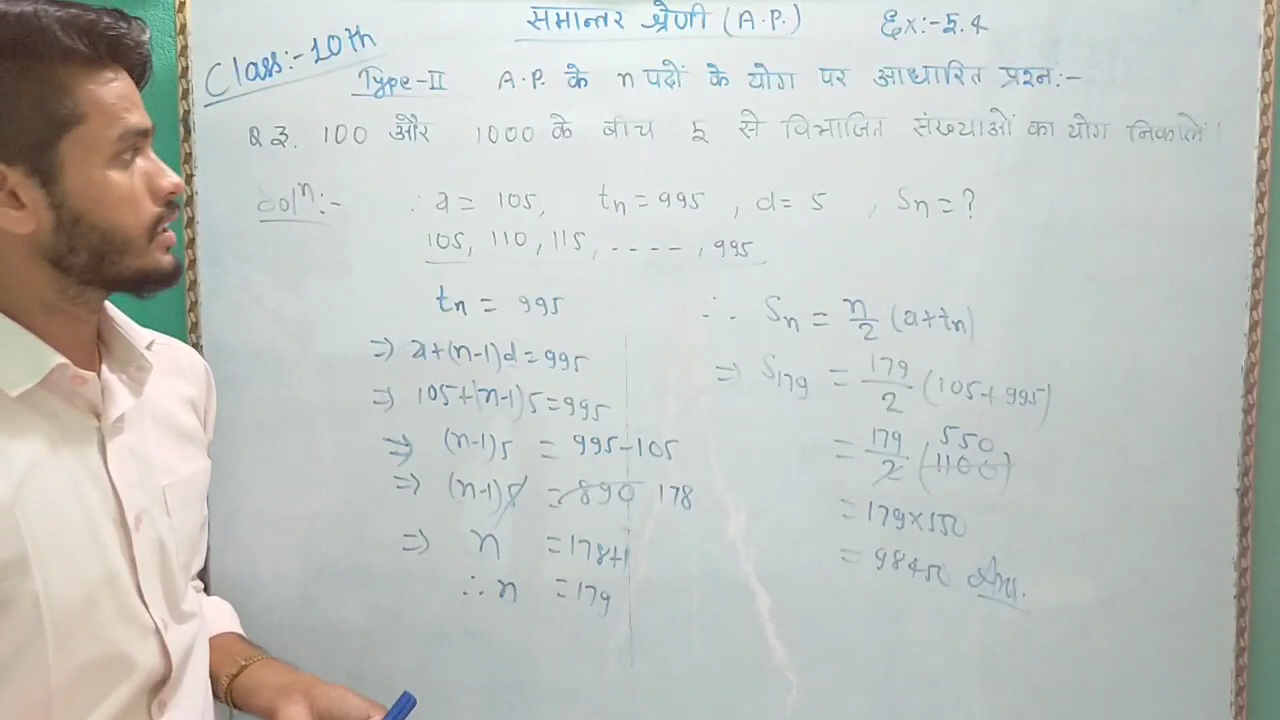 समान्तर श्रेणी (A.P.) Ex:-5.4
Class:-10th
Type-II A.P. के n पदों के योग पर आधारित प्रश्न:-
Q 3. 100 और 1000 के बीच 5 से विभाजित संख्याओं का योग निकालें।
Solⁿ:- ∵ a = 105, tn = 995, d = 5, Sn = ?
105, 110, 115, ----, 995
tn = 995
⇒ a+(n-1)d=995
⇒ 105+(n-1)5=995
⇒ (n-1)5 = 995-105
⇒ (n-1)5 = 890 178
⇒ n = 178+1
∴ n = 179
∴ Sn = n/2 (a+tn)
⇒ S179 = 179/2 (105+995)
= 179/2 (1100) 550
= 179×550
= 98450 Ans.